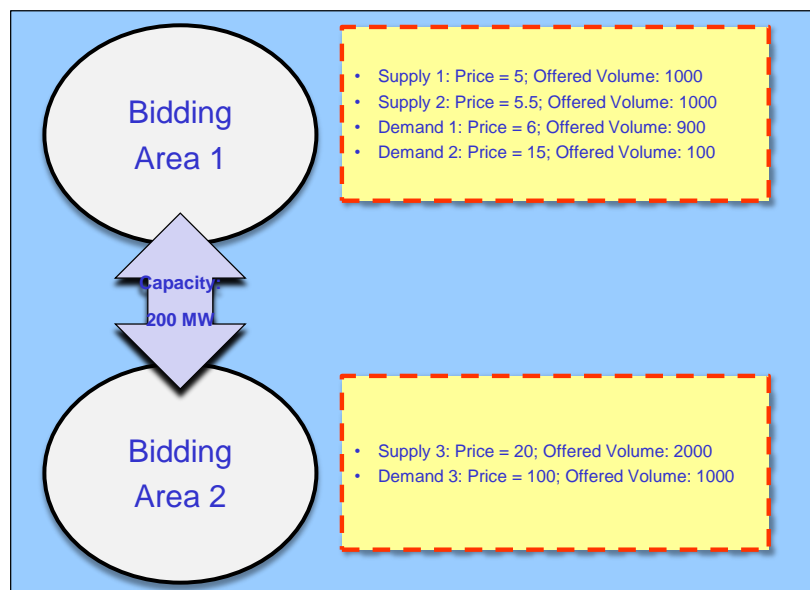 Bidding
Area 1
• Supply 1: Price = 5; Offered Volume: 1000
• Supply 2: Price = 5.5; Offered Volume: 1000
• Demand 1: Price = 6; Offered Volume: 900
• Demand 2: Price = 15; Offered Volume: 100
Capacity:
200 MW
Bidding
Area 2
• Supply 3: Price = 20; Offered Volume: 2000
• Demand 3: Price = 100; Offered Volume: 1000